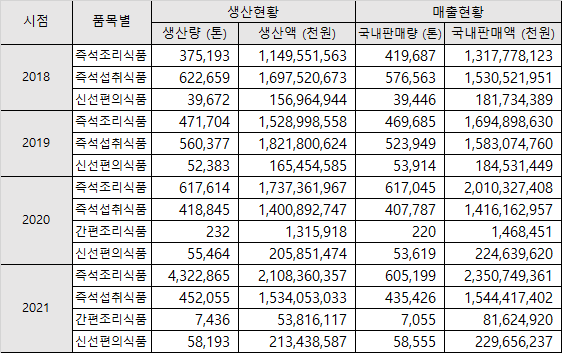 시점 품목별 생산현황 매출현황
생산량 (톤) 생산액 (천원) 국내판매량 (톤) 국내판매액 (천원)
2018 즉석조리식품 375,193 1,149,551,563 419,687 1,317,778,123
즉석섭취식품 622,659 1,697,520,673 576,563 1,530,521,951
신선편의식품 39,672 156,964,944 39,446 181,734,389
2019 즉석조리식품 471,704 1,528,998,558 469,685 1,694,898,630
즉석섭취식품 560,377 1,821,800,624 523,949 1,583,074,760
신선편의식품 52,383 165,454,585 53,914 184,531,449
2020 즉석조리식품 617,614 1,737,361,967 617,045 2,010,327,408
즉석섭취식품 418,845 1,400,892,747 407,787 1,416,162,957
간편조리식품 232 1,315,918 220 1,468,451
신선편의식품 55,464 205,851,474 53,619 224,639,620
2021 즉석조리식품 4,322,865 2,108,360,357 605,199 2,350,749,361
즉석섭취식품 452,055 1,534,053,033 435,426 1,544,417,402
간편조리식품 7,436 53,816,117 7,055 81,624,920
신선편의식품 58,193 213,438,587 58,555 229,656,237